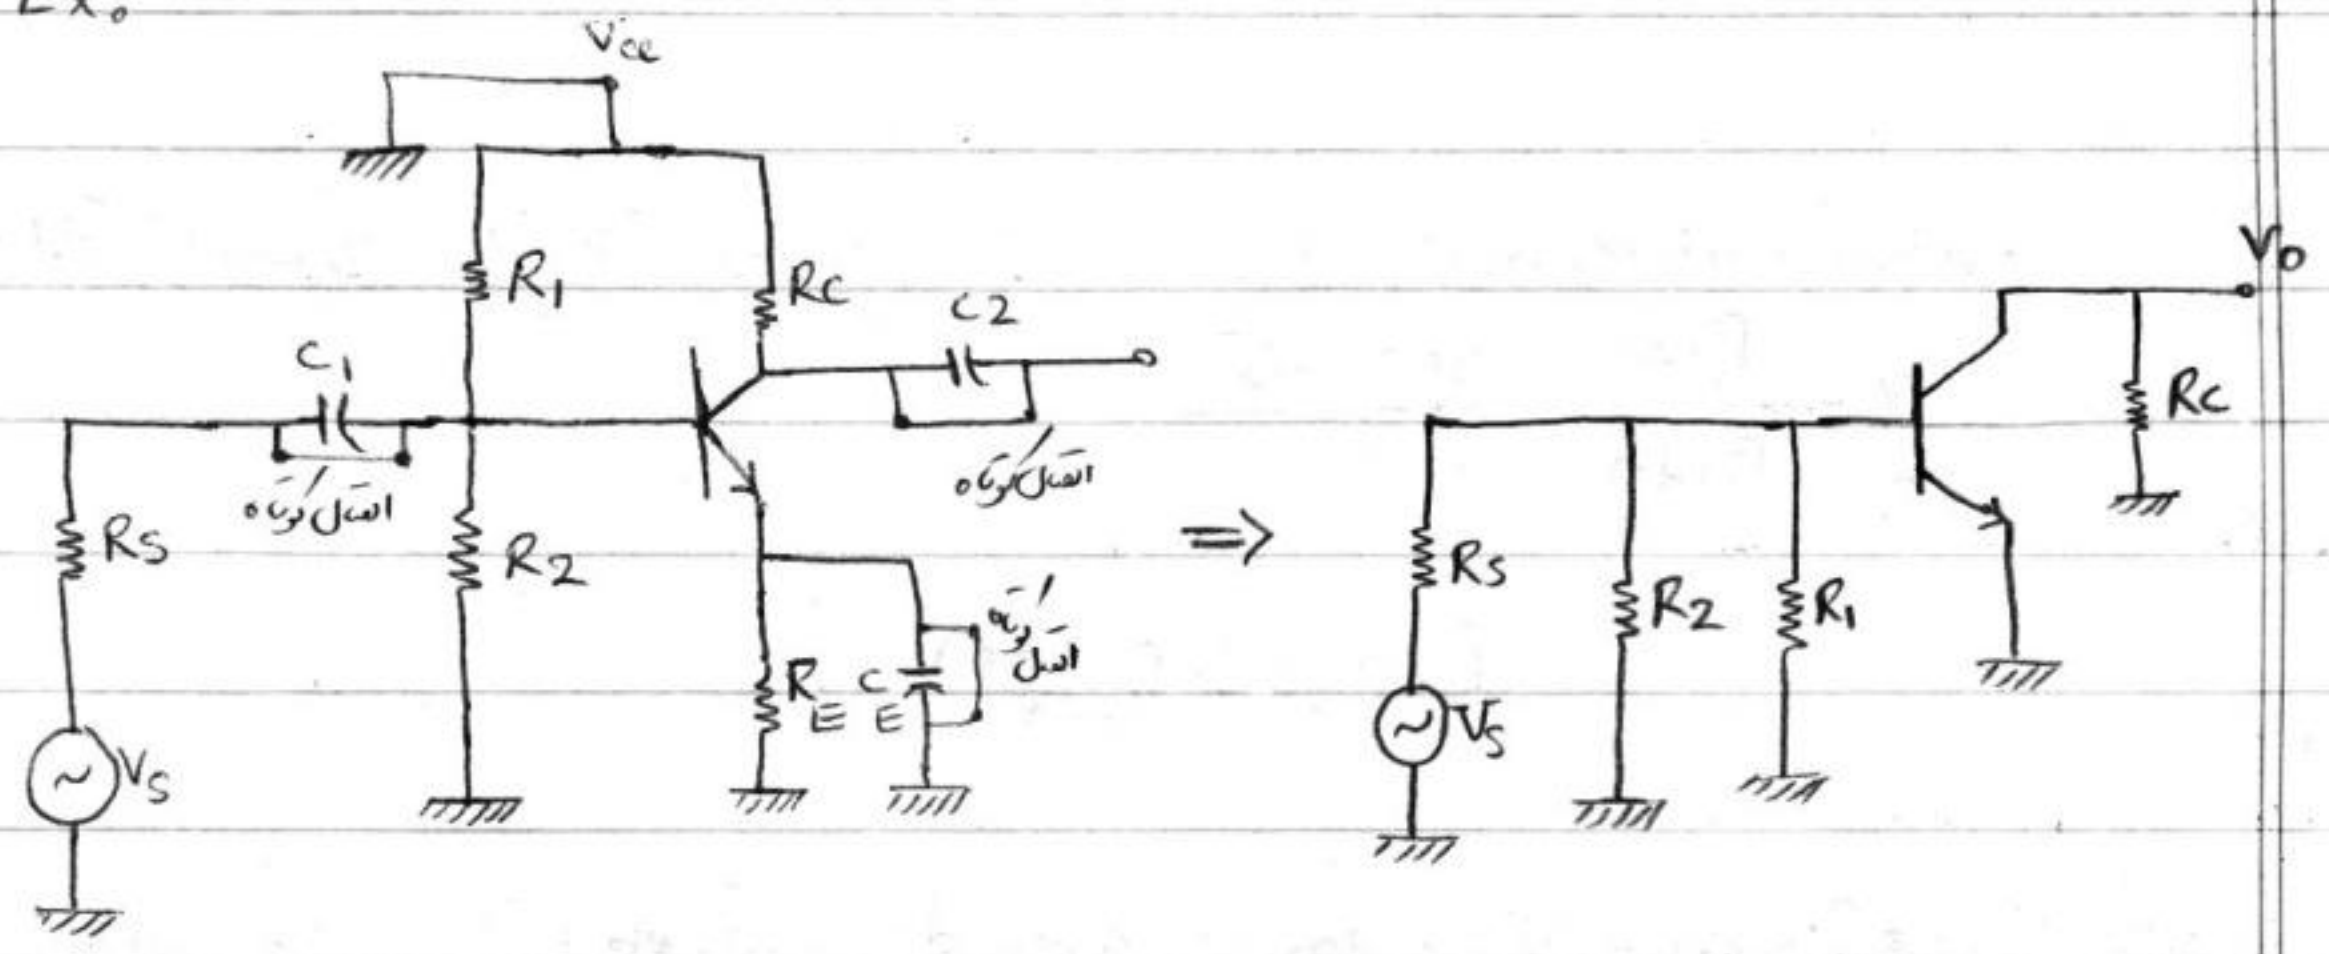 Ex.
Vcc
R1
RC
C2
C1
اتصال کوتاه
اتصال کوتاه
RS
R2
VS
RE
CE
اتصال کوتاه
=>
Vo
RC
RS
R2
R1
VS